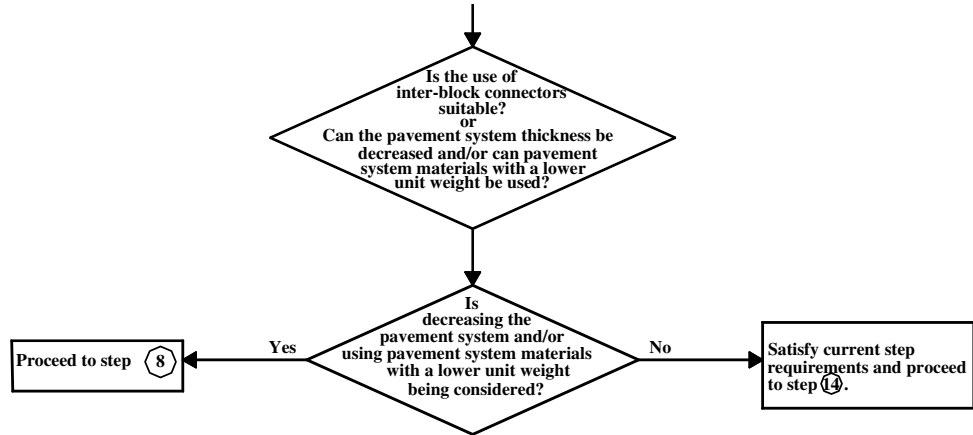 Is the use of
inter-block connectors
suitable?
or
Can the pavement system thickness be
decreased and/or can pavement
system materials with a lower
unit weight be used?
Is
decreasing the
pavement system and/or
using pavement system materials
with a lower unit weight
being considered?
Yes
No
Proceed to step 8
Satisfy current step
requirements and proceed
to step 14.